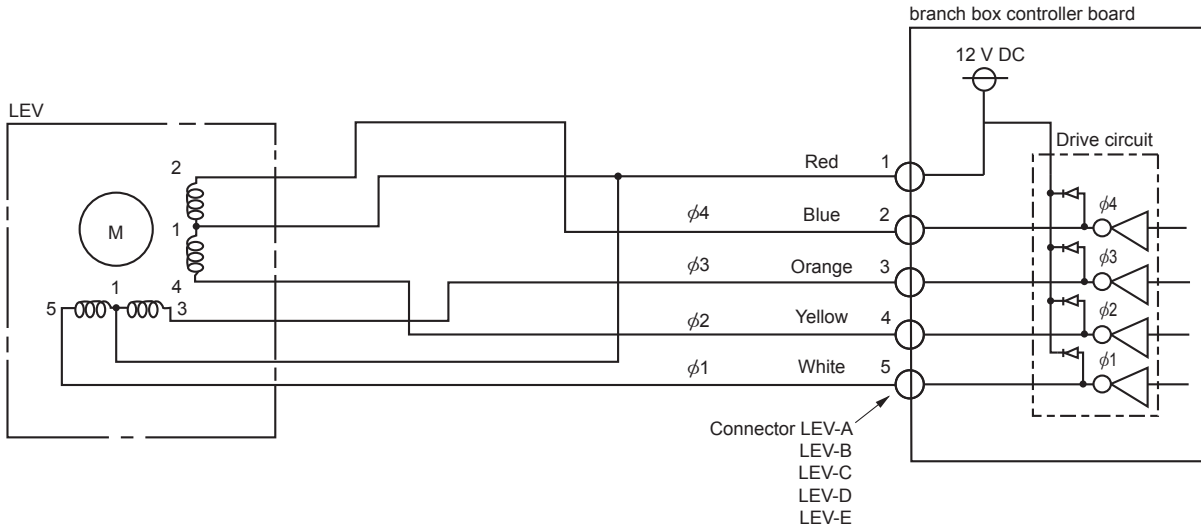 branch box controller board
12 V DC
LEV
Drive circuit
2
Red 1
ϕ4 Blue 2 ϕ4
1
M
ϕ3 Orange 3 ϕ3
4
5 1 3
ϕ2 Yellow 4 ϕ2
ϕ1 White 5 ϕ1
Connector LEV-A
LEV-B
LEV-C
LEV-D
LEV-E